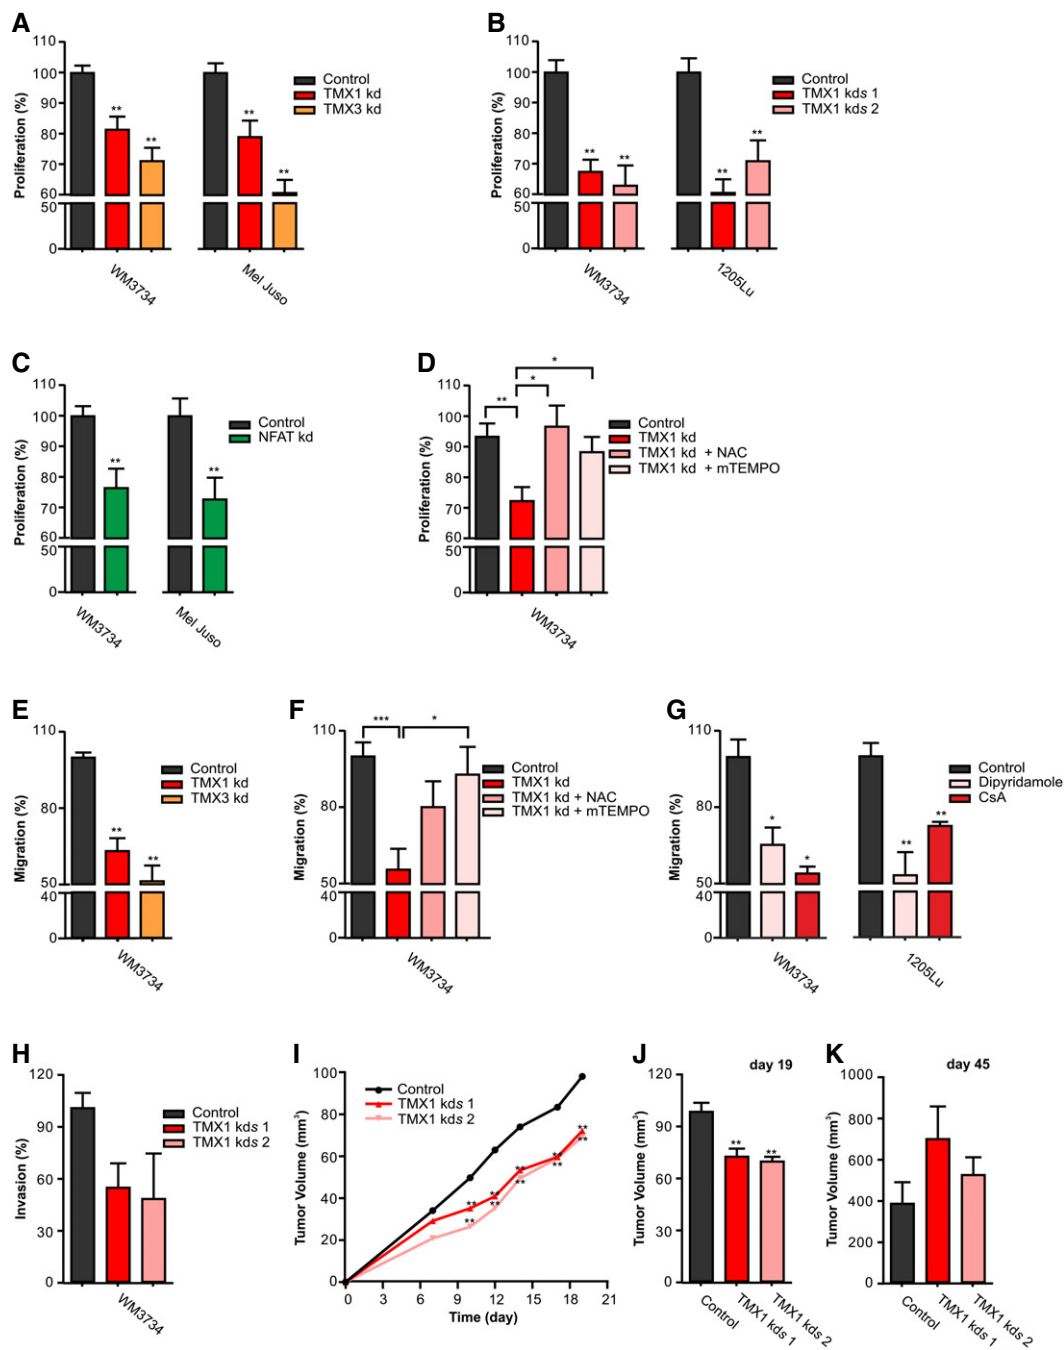 A
110
100
90
80
70
60
50
0
Proliferation (%)
**
**
**
**
WM3734
Mel Juso
Control
TMX1 kd
TMX3 kd
B
110
100
90
80
70
60
50
0
Proliferation (%)
**
**
**
**
WM3734
1205Lu
Control
TMX1 kds 1
TMX1 kds 2
C
110
100
90
80
70
60
50
0
Proliferation (%)
**
**
WM3734
Mel Juso
Control
NFAT kd
D
110
100
90
80
70
60
50
0
Proliferation (%)
**
*
*
WM3734
Control
TMX1 kd
TMX1 kd + NAC
TMX1 kd + mTEMPO
E
110
80
50
40
0
Migration (%)
**
**
WM3734
Control
TMX1 kd
TMX3 kd
F
110
80
50
40
0
Migration (%)
***
*
WM3734
Control
TMX1 kd
TMX1 kd + NAC
TMX1 kd + mTEMPO
G
110
80
50
40
0
Migration (%)
*
*
**
**
WM3734
1205Lu
Control
Dipyridamole
CsA
H
120
90
60
30
0
Invasion (%)
WM3734
Control
TMX1 kds 1
TMX1 kds 2
I
100
80
60
40
20
0
Tumor Volume (mm³)
Control
TMX1 kds 1
TMX1 kds 2
**
**
**
**
**
**
**
**
**
**
0 3 6 9 12 15 18 21
Time (day)
J
day 19
120
90
60
30
0
Tumor Volume (mm³)
**
**
Control
TMX1 kds 1
TMX1 kds 2
K
day 45
1000
800
600
400
200
0
Tumor Volume (mm³)
Control
TMX1 kds 1
TMX1 kds 2